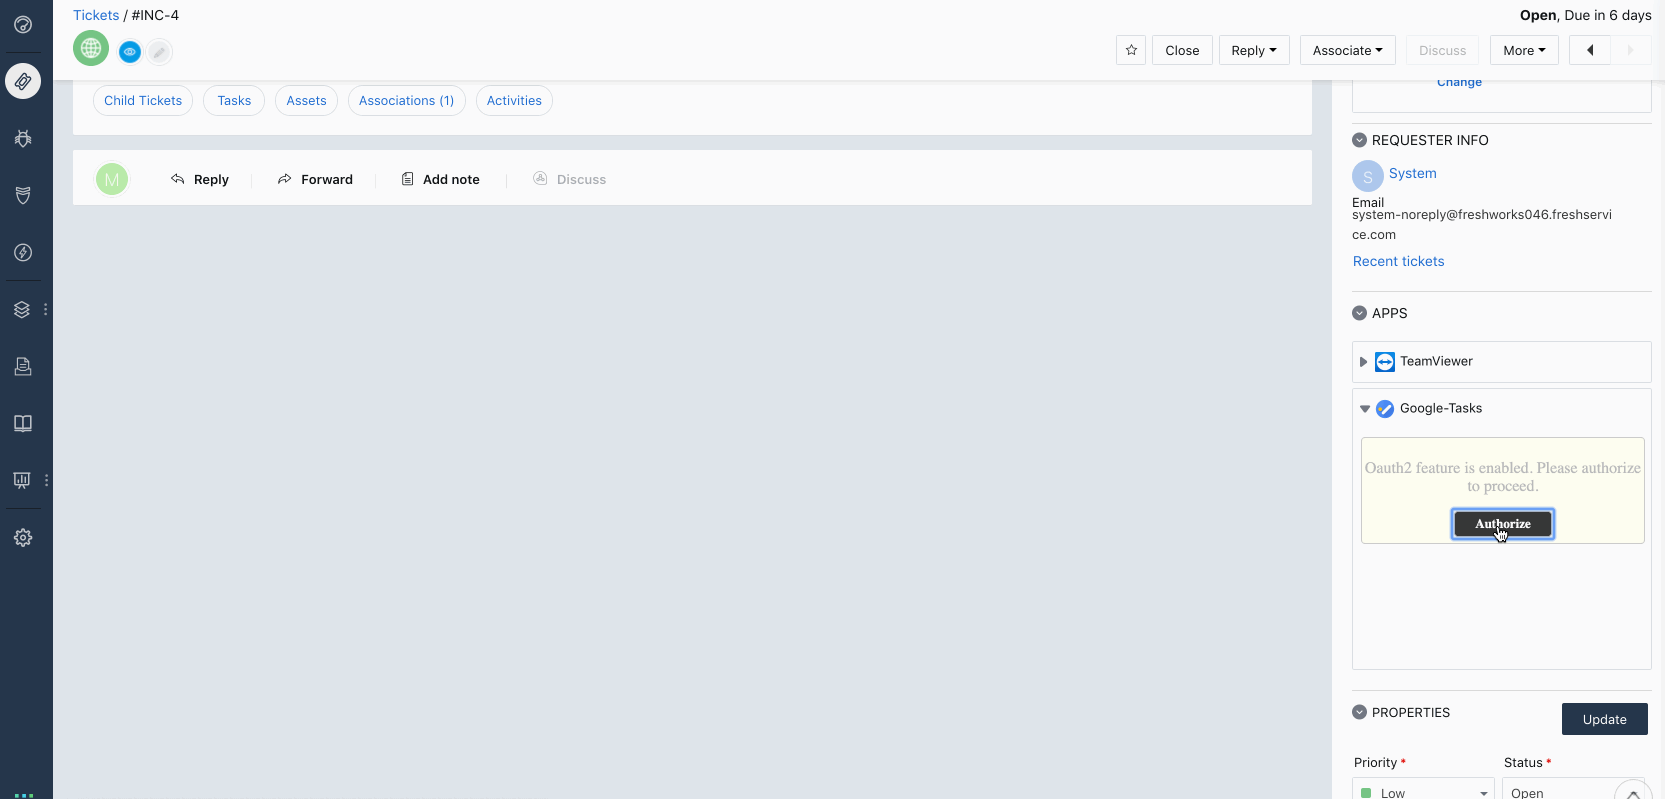 Tickets / #INC-4
Open, Due in 6 days
Close
Reply
Associate
Discuss
More
Child Tickets
Tasks
Assets
Associations (1)
Activities
M
Reply
Forward
Add note
Discuss
Change
REQUESTER INFO
S
System
Email
system-noreply@freshworks046.freshservi
ce.com
Recent tickets
APPS
TeamViewer
Google-Tasks
Oauth2 feature is enabled. Please authorize
to proceed.
Authorize
PROPERTIES
Update
Priority *
Status *
Low
Open